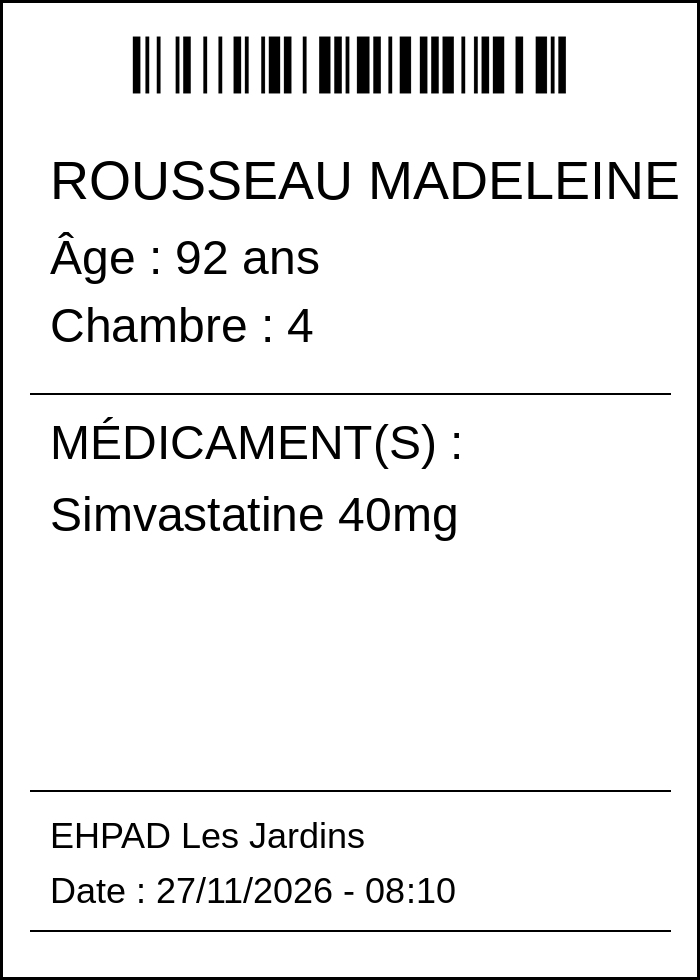 ROUSSEAU MADELEINE
Âge : 92 ans
Chambre : 4
MÉDICAMENT(S) :
Simvastatine 40mg
EHPAD Les Jardins
Date : 27/11/2026 - 08:10